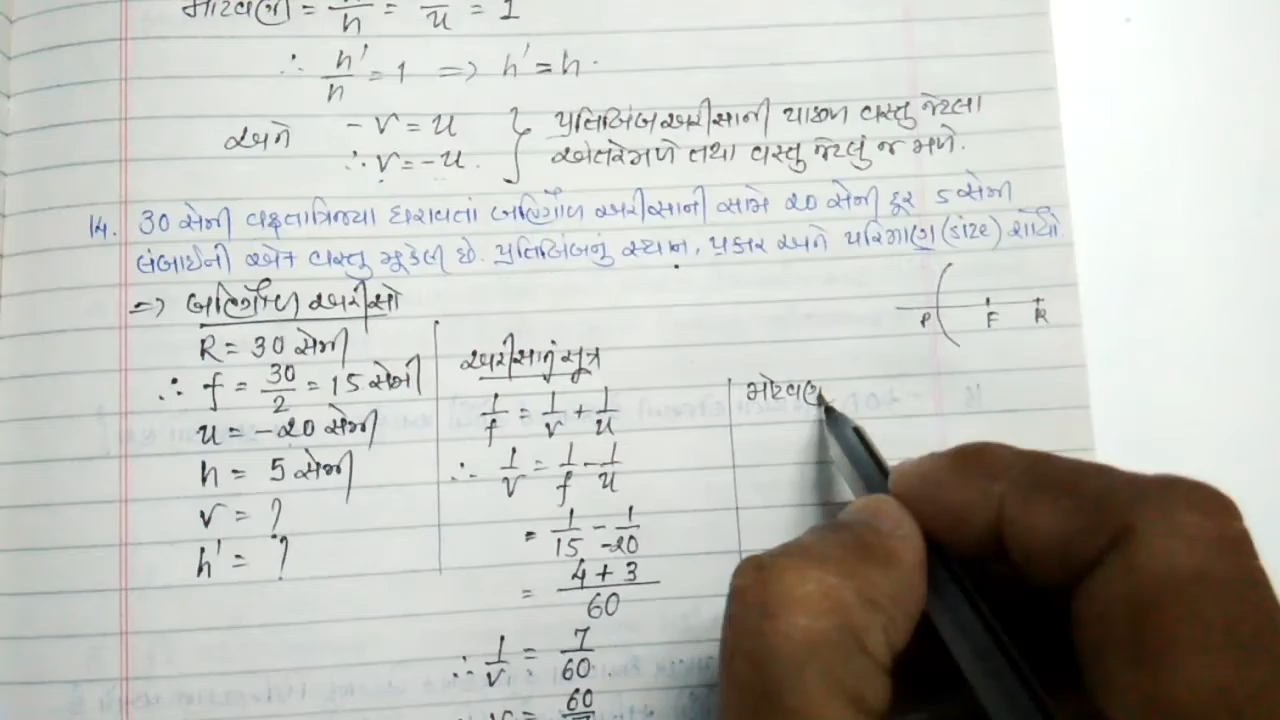 મોટવણી = h'/h = -v/u = 1
∴ h'/h = 1 => h' = h.
અને -v = u } પ્રતિબિંબ અરીસાની પાછળ વસ્તુ જેટલા
∴ v = -u. અંતરે મળે તથા વસ્તુ જેટલું જ મળે.
14. 30 સેમી વક્રતાત્રિજ્યા ધરાવતાં બહિર્ગોળ અરીસાની સામે 20 સેમી દૂર 5 સેમી
લંબાઈની એક વસ્તુ મૂકેલી છે. પ્રતિબિંબનું સ્થાન, પ્રકાર અને પરિમાણ (size) શોધો
=> બહિર્ગોળ અરીસો
P F R
R = 30 સેમી
∴ f = 30/2 = 15 સેમી
u = -20 સેમી
h = 5 સેમી
v = ?
h' = ?
અરીસાનું સૂત્ર
1/f = 1/v + 1/u
∴ 1/v = 1/f - 1/u
= 1/15 - 1/-20
= 4 + 3 / 60
∴ 1/v = 7/60
મોટવણ